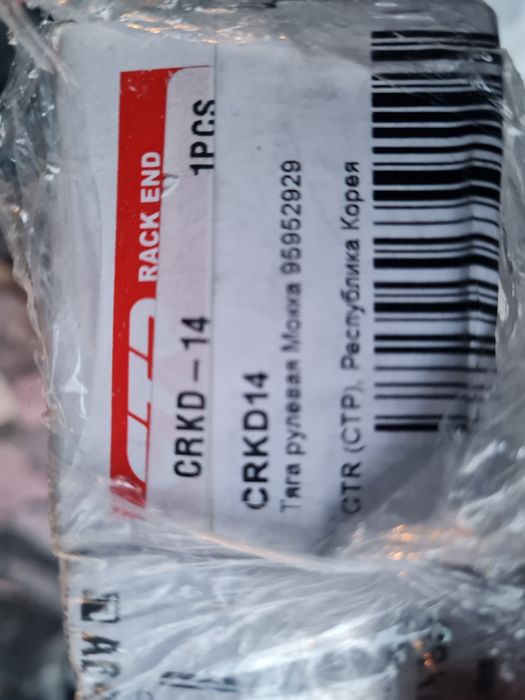 RACK END
CRKD-14 1PCS
CRKD14
Тяга рулевая Мокка 95952929
CTR (СТР), Республика Корея